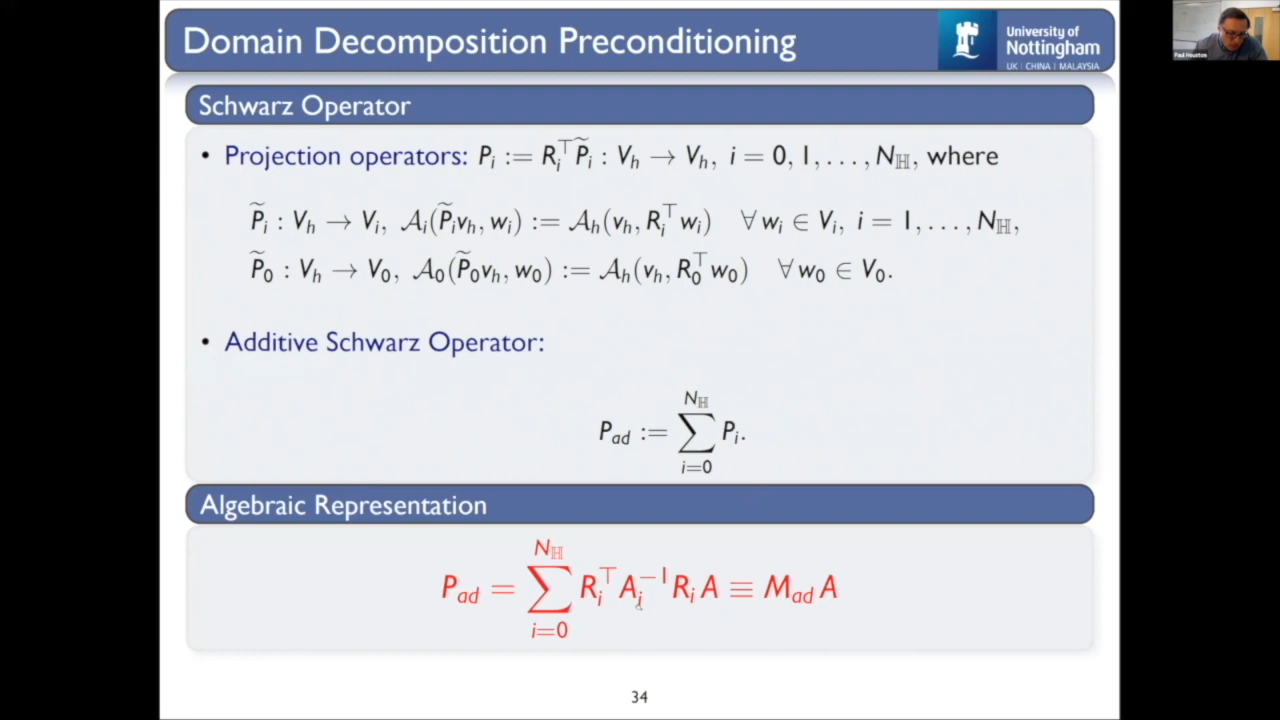 Domain Decomposition Preconditioning
University of
Nottingham
UK | CHINA | MALAYSIA
Paul Houston
Schwarz Operator
• Projection operators: P_i := R_i^⊤ P̃_i : V_h → V_h, i = 0, 1, . . . , N_ℍ, where
P̃_i : V_h → V_i, 𝒜_i(P̃_i v_h, w_i) := 𝒜_h(v_h, R_i^⊤ w_i) ∀ w_i ∈ V_i, i = 1, . . . , N_ℍ,
P̃_0 : V_h → V_0, 𝒜_0(P̃_0 v_h, w_0) := 𝒜_h(v_h, R_0^⊤ w_0) ∀ w_0 ∈ V_0.
• Additive Schwarz Operator:
P_ad := ∑_{i=0}^{N_ℍ} P_i.
Algebraic Representation
P_ad = ∑_{i=0}^{N_ℍ} R_i^⊤ A_i^{−1} R_i A ≡ M_ad A
34